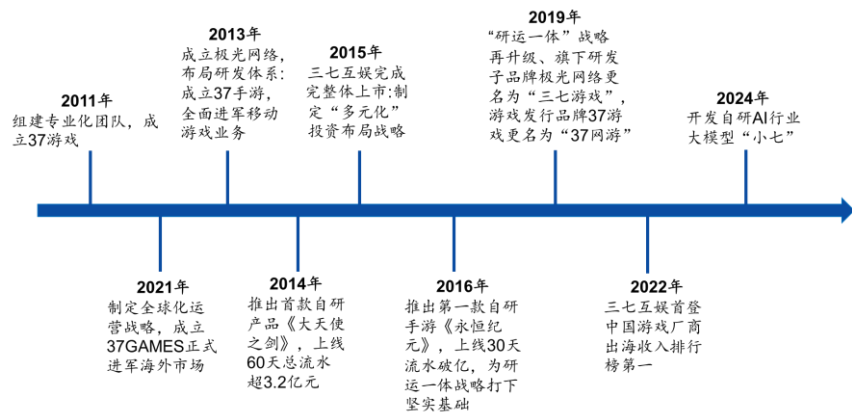 2011年
组建专业化团队，成
立37游戏
2013年
成立极光网络，
布局研发体系：
成立37手游，
全面进军移动
游戏业务
2015年
三七互娱完成
完整体上市:制
定“多元化”
投资布局战略
2019年
“研运一体”战略
再升级、旗下研发
子品牌极光网络更
名为“三七游戏”，
游戏发行品牌37游
戏更名为“37网游”
2024年
开发自研AI行业
大模型“小七”
2021年
制定全球化运
营战略，成立
37GAMES正式
进军海外市场
2014年
推出首款自研
产品《大天使
之剑》，上线
60天总流水
超3.2亿元
2016年
推出第一款自研
手游《永恒纪
元》，上线30天
流水破亿，为研
运一体战略打下
坚实基础
2022年
三七互娱首登
中国游戏厂商
出海收入排行
榜第一